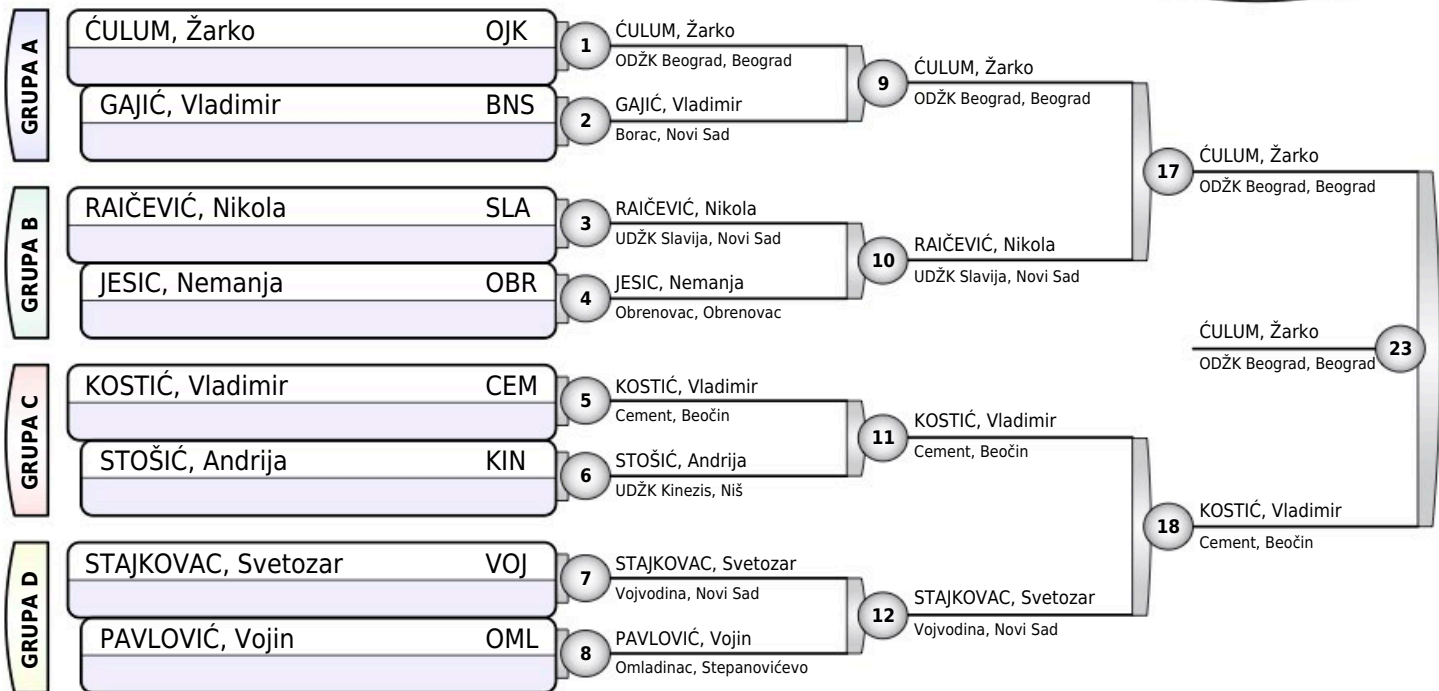 GRUPA A
ĆULUM, Žarko OJK
GAJIĆ, Vladimir BNS
1
ĆULUM, Žarko
ODŽK Beograd, Beograd
2
GAJIĆ, Vladimir
Borac, Novi Sad
9
ĆULUM, Žarko
ODŽK Beograd, Beograd
GRUPA B
RAIČEVIĆ, Nikola SLA
JESIC, Nemanja OBR
3
RAIČEVIĆ, Nikola
UDŽK Slavija, Novi Sad
4
JESIC, Nemanja
Obrenovac, Obrenovac
10
RAIČEVIĆ, Nikola
UDŽK Slavija, Novi Sad
17
ĆULUM, Žarko
ODŽK Beograd, Beograd
GRUPA C
KOSTIĆ, Vladimir CEM
STOŠIĆ, Andrija KIN
5
KOSTIĆ, Vladimir
Cement, Beočin
6
STOŠIĆ, Andrija
UDŽK Kinezis, Niš
11
KOSTIĆ, Vladimir
Cement, Beočin
GRUPA D
STAJKOVAC, Svetozar VOJ
PAVLOVIĆ, Vojin OML
7
STAJKOVAC, Svetozar
Vojvodina, Novi Sad
8
PAVLOVIĆ, Vojin
Omladinac, Stepanovićevo
12
STAJKOVAC, Svetozar
Vojvodina, Novi Sad
18
KOSTIĆ, Vladimir
Cement, Beočin
23
ĆULUM, Žarko
ODŽK Beograd, Beograd